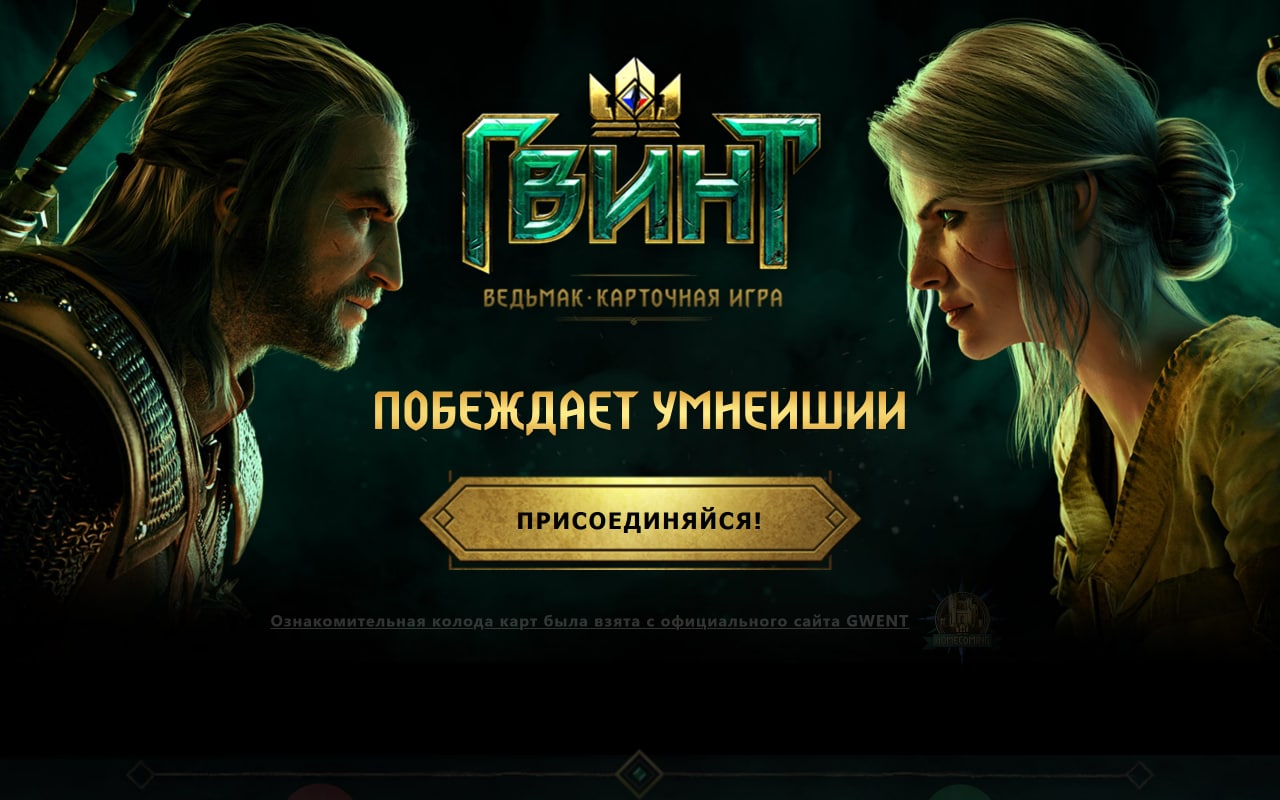 ГВИНТ
ВЕДЬМАК·КАРТОЧНАЯ ИГРА
ПОБЕЖДАЕТ УМНЕИШИИ
ПРИСОЕДИНЯЙСЯ!
Ознакомительная колода карт была взята с официального сайта GWENT
HOMECOMING